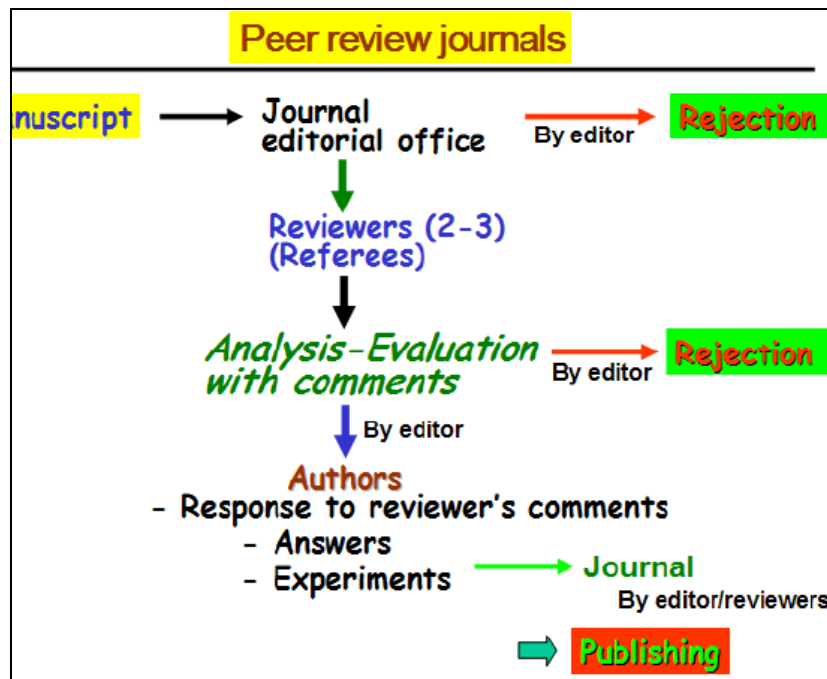 Peer review journals
nuscript
Journal
editorial office
By editor
Rejection
Reviewers (2-3)
(Referees)
Analysis-Evaluation
with comments
By editor
Rejection
By editor
Authors
- Response to reviewer's comments
- Answers
- Experiments
Journal
By editor/reviewers
Publishing